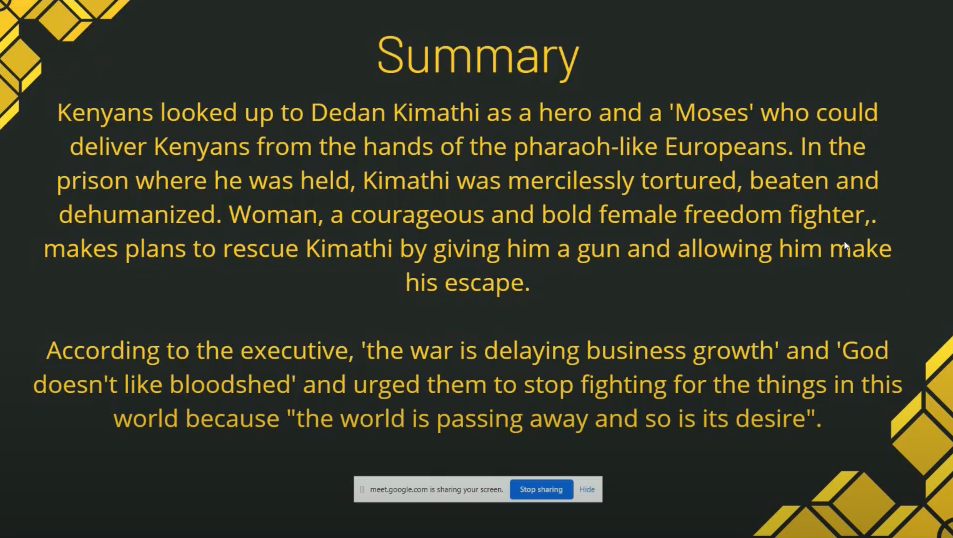 Summary
Kenyans looked up to Dedan Kimathi as a hero and a 'Moses' who could
deliver Kenyans from the hands of the pharaoh-like Europeans. In the
prison where he was held, Kimathi was mercilessly tortured, beaten and
dehumanized. Woman, a courageous and bold female freedom fighter,.
makes plans to rescue Kimathi by giving him a gun and allowing him make
his escape.
According to the executive, 'the war is delaying business growth' and 'God
doesn't like bloodshed' and urged them to stop fighting for the things in this
world because "the world is passing away and so is its desire".
meet.google.com is sharing your screen. Stop sharing Hide